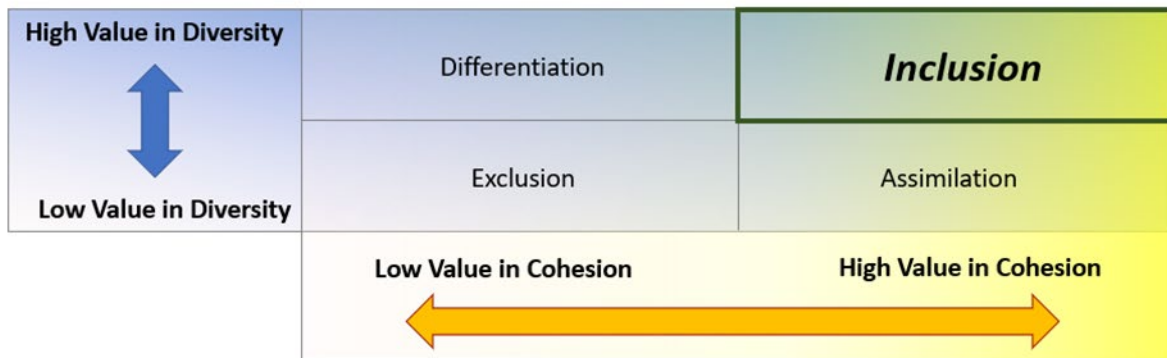 High Value in Diversity
Differentiation
Inclusion
Exclusion
Assimilation
Low Value in Diversity
Low Value in Cohesion
High Value in Cohesion